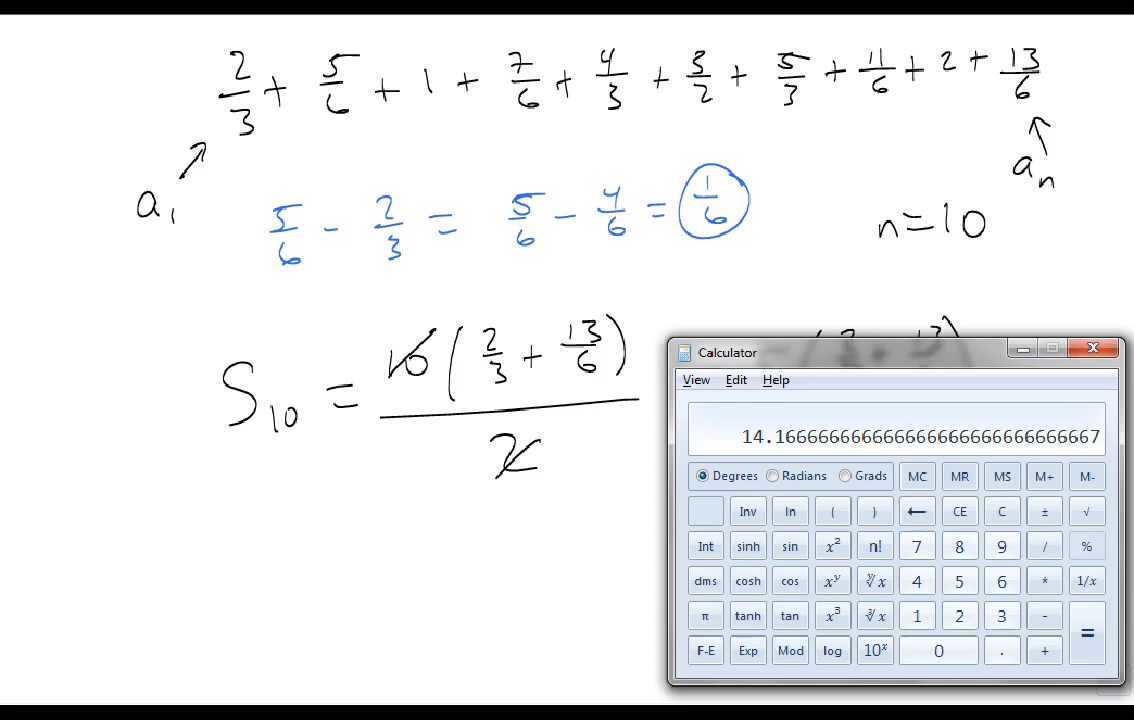 2/3 + 5/6 + 1 + 7/6 + 4/3 + 3/2 + 5/3 + 11/6 + 2 + 13/6
a₁ aₙ
5/6 - 2/3 = 5/6 - 4/6 = 1/6
n=10
S₁₀ = 10(2/3 + 13/6)/2
Calculator
View Edit Help
14.166666666666666666666666666667
Degrees Radians Grads MC MR MS M+ M-
Inv ln ( ) ← CE C ± √
Int sinh sin x² n! 7 8 9 / %
dms cosh cos xʸ ʸ√x 4 5 6 * 1/x
π tanh tan x³ ³√x 1 2 3 - =
F-E Exp Mod log 10ˣ 0 . +